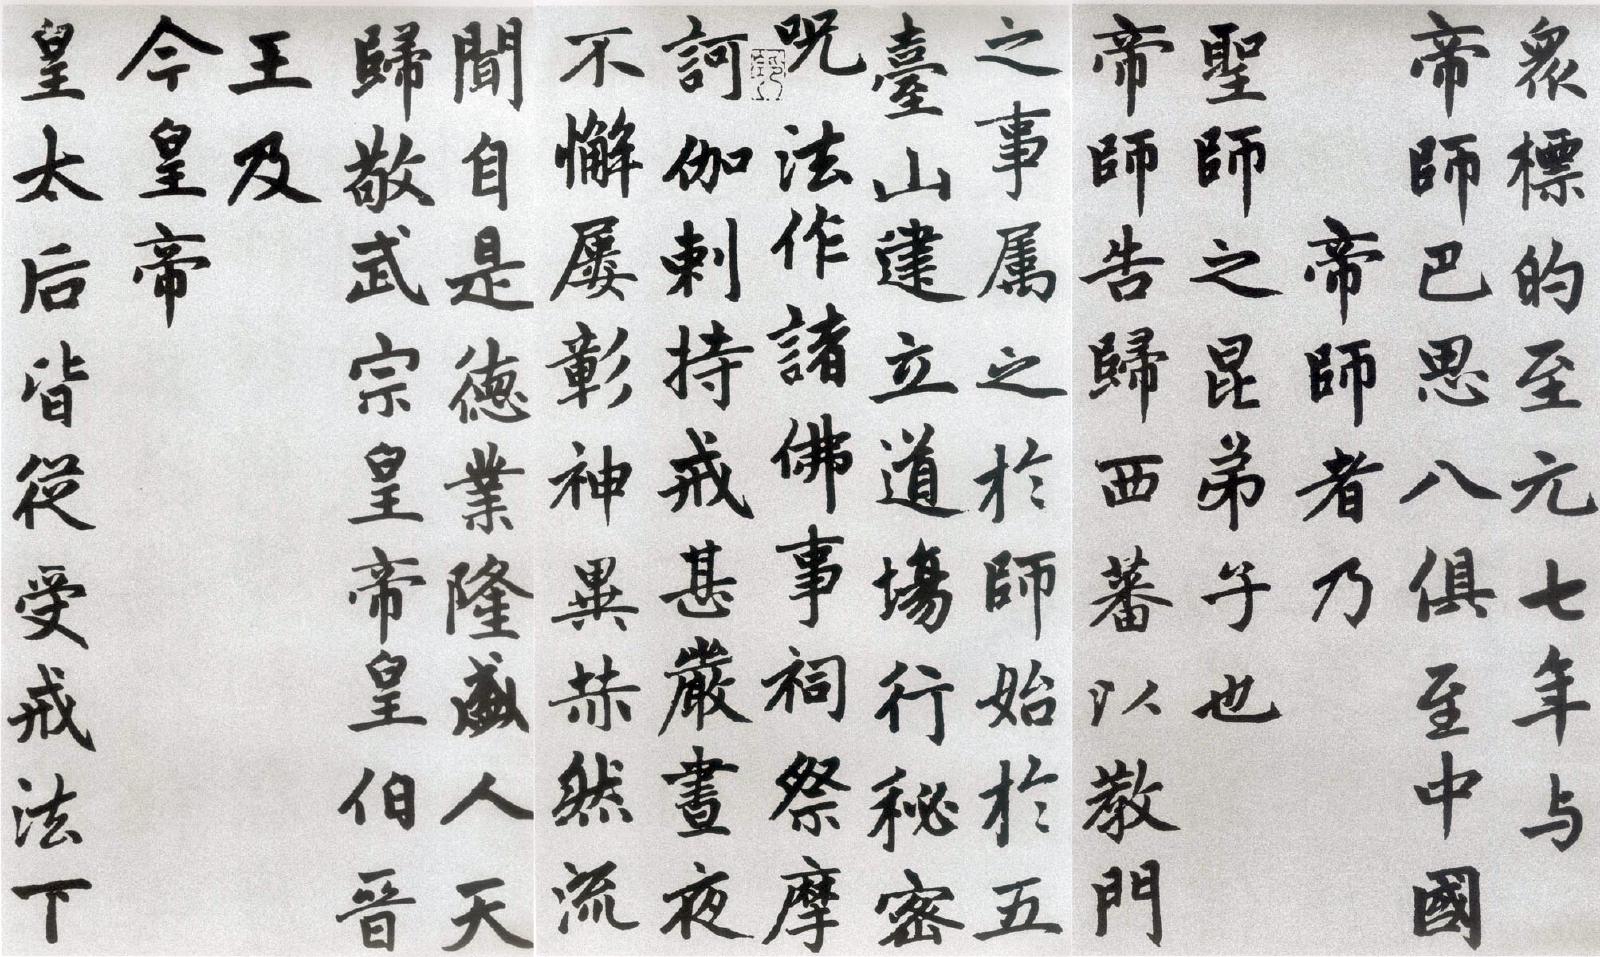 眾標的至元七年与
帝師巴思八俱至中國
帝師者乃
聖師之昆弟子也
帝師告歸西蕃以教門
之事属之於師始於五
臺山建立道場行秘密
呪法作諸佛事祠祭摩
訶伽剌持戒甚嚴晝夜
不懈屡彰神異赫然流
聞自是德業隆盛人天
歸敬武宗皇帝皇伯晋
王及
今皇帝
皇太后皆從受戒法下